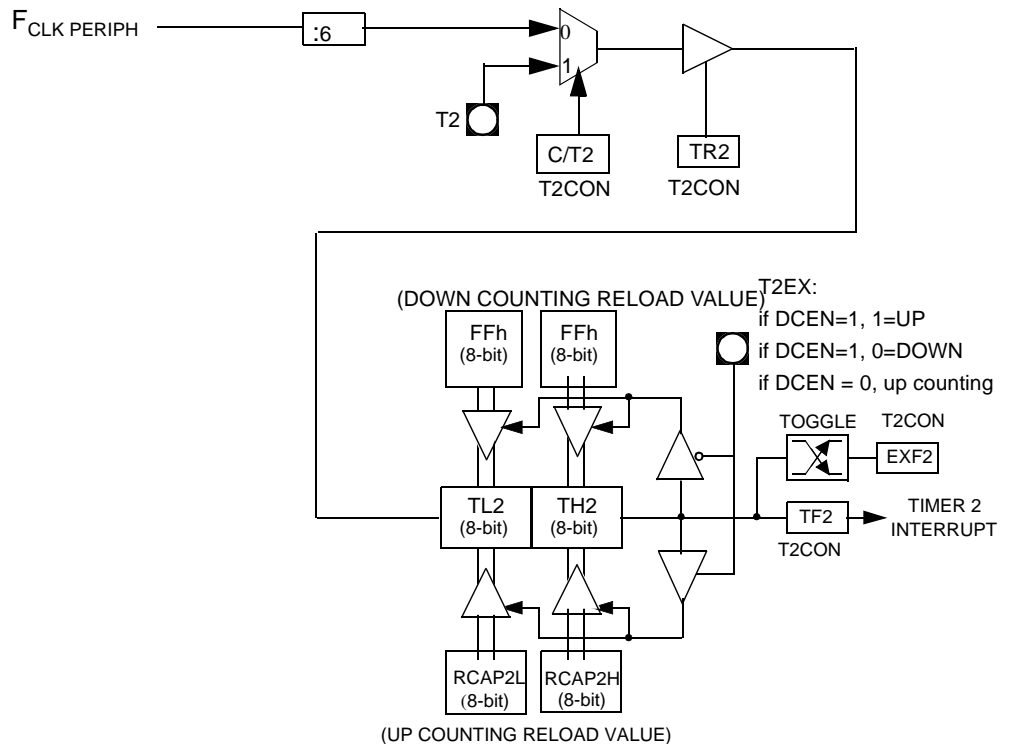 F CLK PERIPH
:6
0
1
T2
C/T2
T2CON
TR2
T2CON
(DOWN COUNTING RELOAD VALUE)
T2EX:
if DCEN=1, 1=UP
if DCEN=1, 0=DOWN
if DCEN = 0, up counting
FFh
(8-bit)
FFh
(8-bit)
TOGGLE
T2CON
EXF2
TL2
(8-bit)
TH2
(8-bit)
TF2
T2CON
TIMER 2
INTERRUPT
RCAP2L
(8-bit)
RCAP2H
(8-bit)
(UP COUNTING RELOAD VALUE)